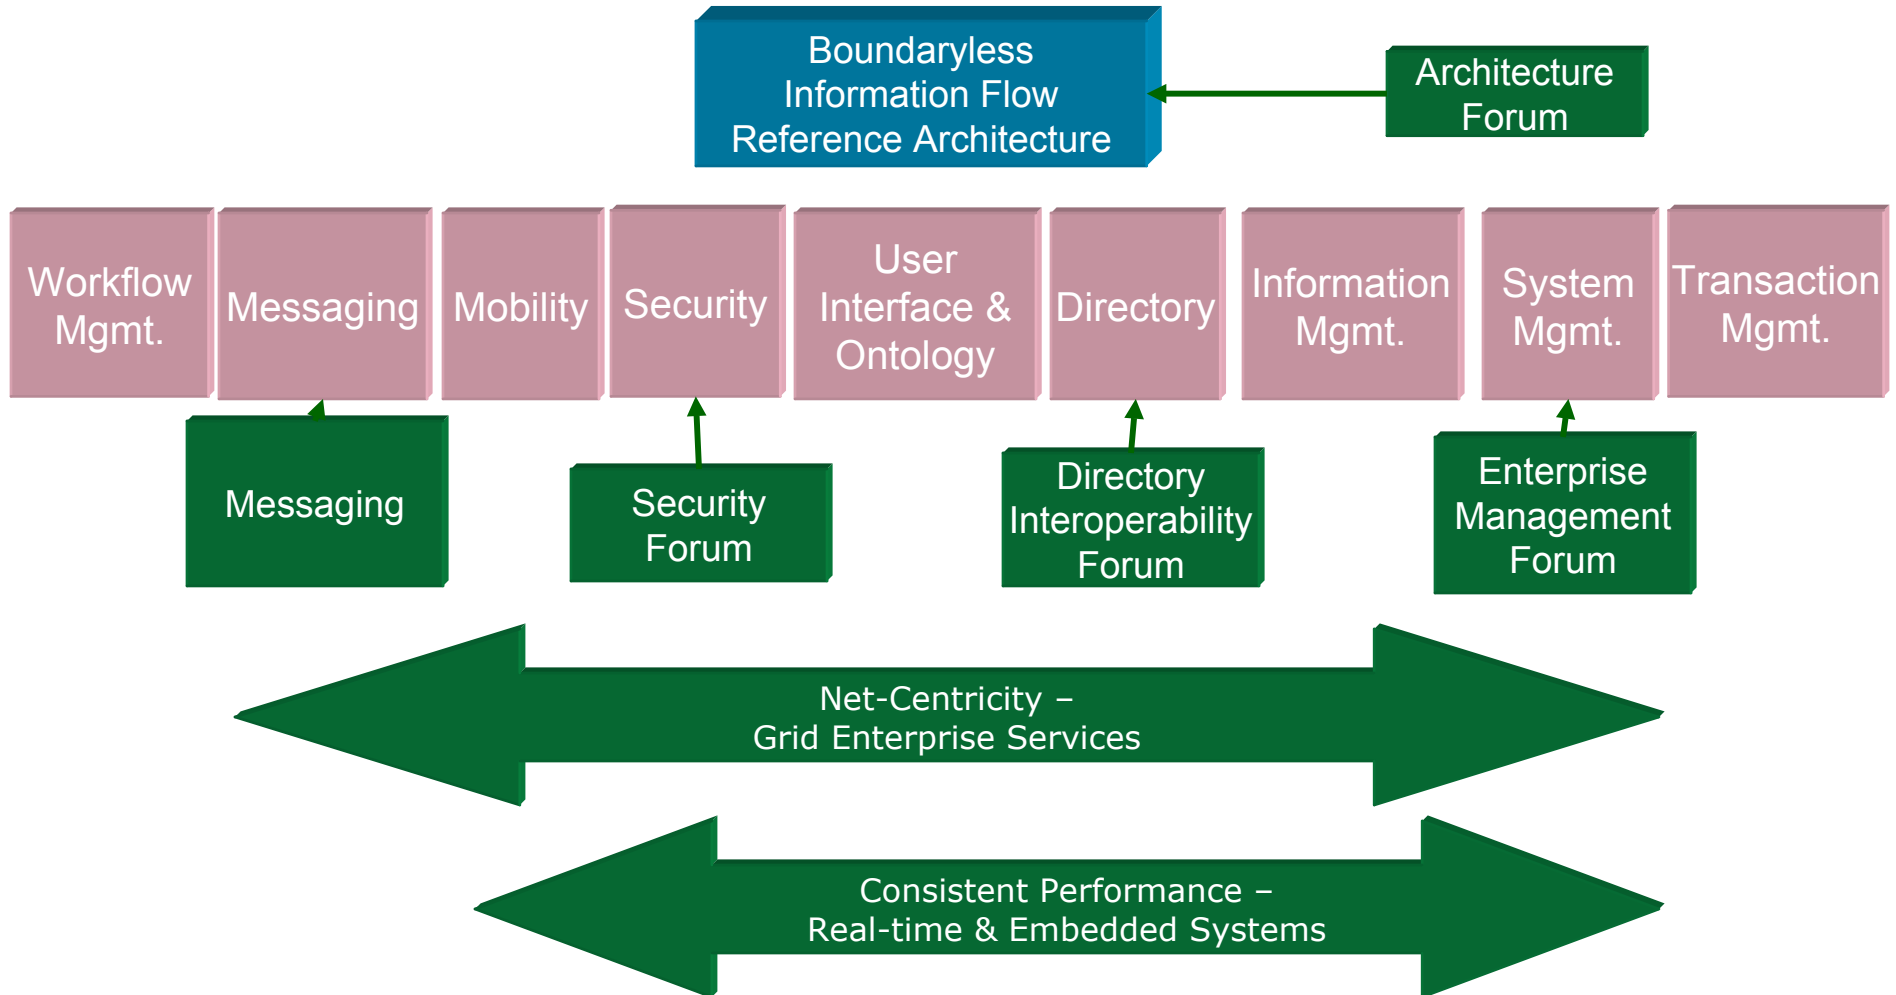 Boundaryless
Information Flow
Reference Architecture
Architecture
Forum
Workflow
Mgmt.
Messaging
Mobility
Security
User
Interface &
Ontology
Directory
Information
Mgmt.
System
Mgmt.
Transaction
Mgmt.
Messaging
Security
Forum
Directory
Interoperability
Forum
Enterprise
Management
Forum
Net-Centricity –
Grid Enterprise Services
Consistent Performance –
Real-time & Embedded Systems